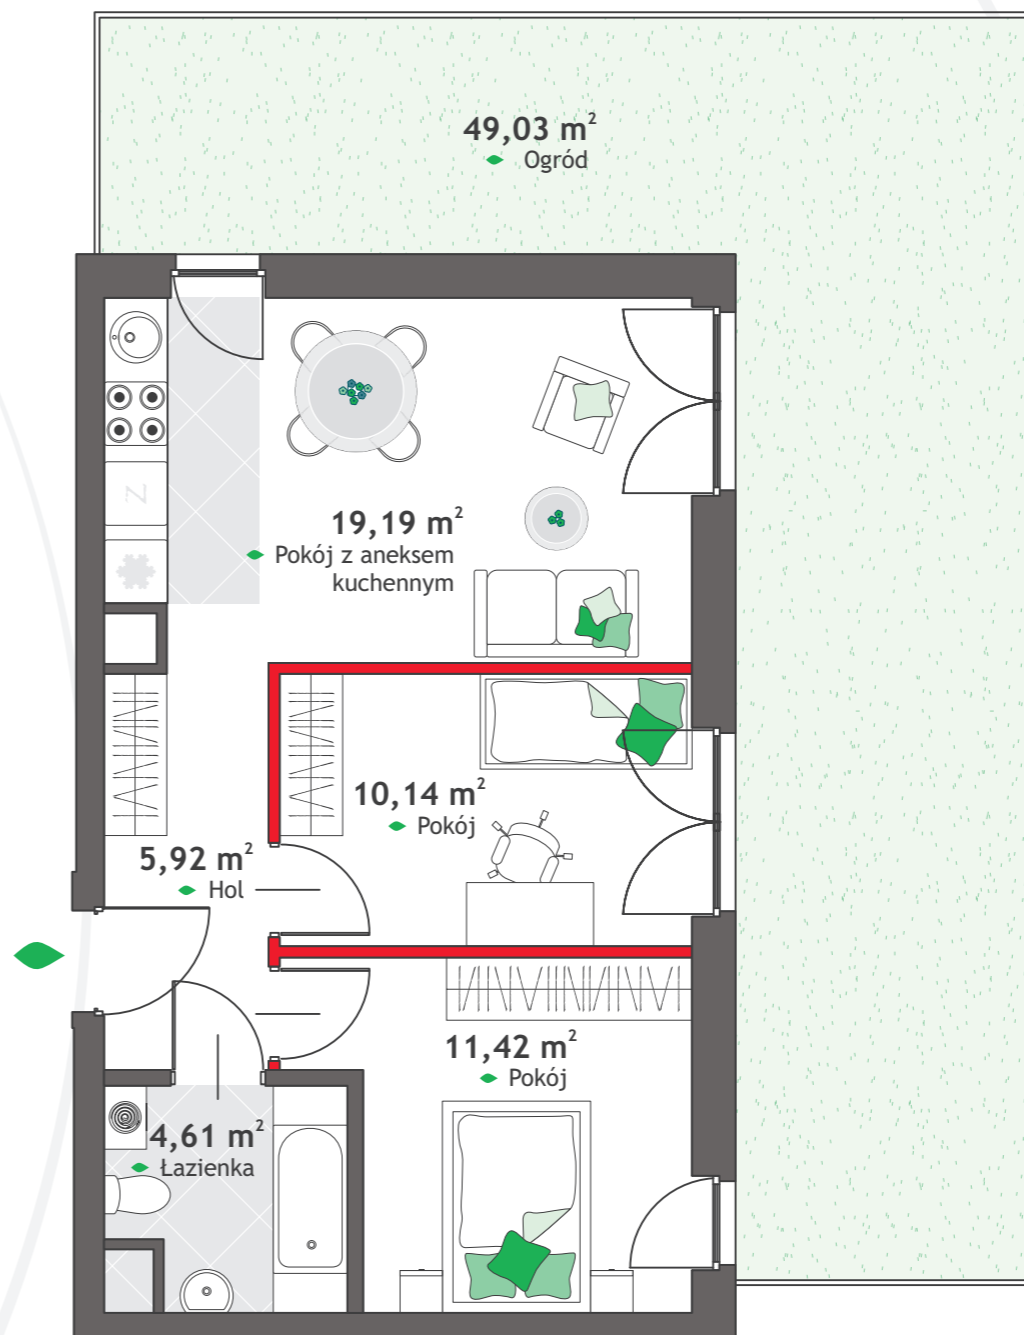 49,03 m²
Ogród
19,19 m²
Pokój z aneksem
kuchennym
10,14 m²
Pokój
5,92 m²
Hol
11,42 m²
Pokój
4,61 m²
Łazienka
Z